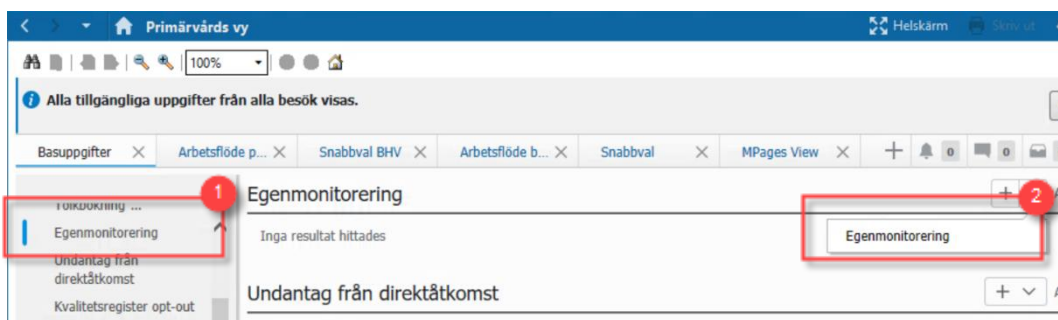 Primärvårds vy
Helskärm
Skriv ut
100%
Alla tillgängliga uppgifter från alla besök visas.
Basuppgifter
Arbetsflöde p...
Snabbval BHV
Arbetsflöde b...
Snabbval
MPages View
0
0
1
Tolkbokning ...
Egenmonitorering
Undantag från
direktåtkomst
Kvalitetsregister opt-out
Egenmonitorering
2
Inga resultat hittades
Egenmonitorering
Undantag från direktåtkomst